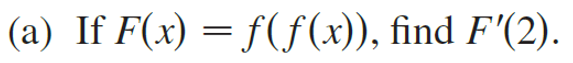 (a) If F(x) = f(f(x)), find F′(2).